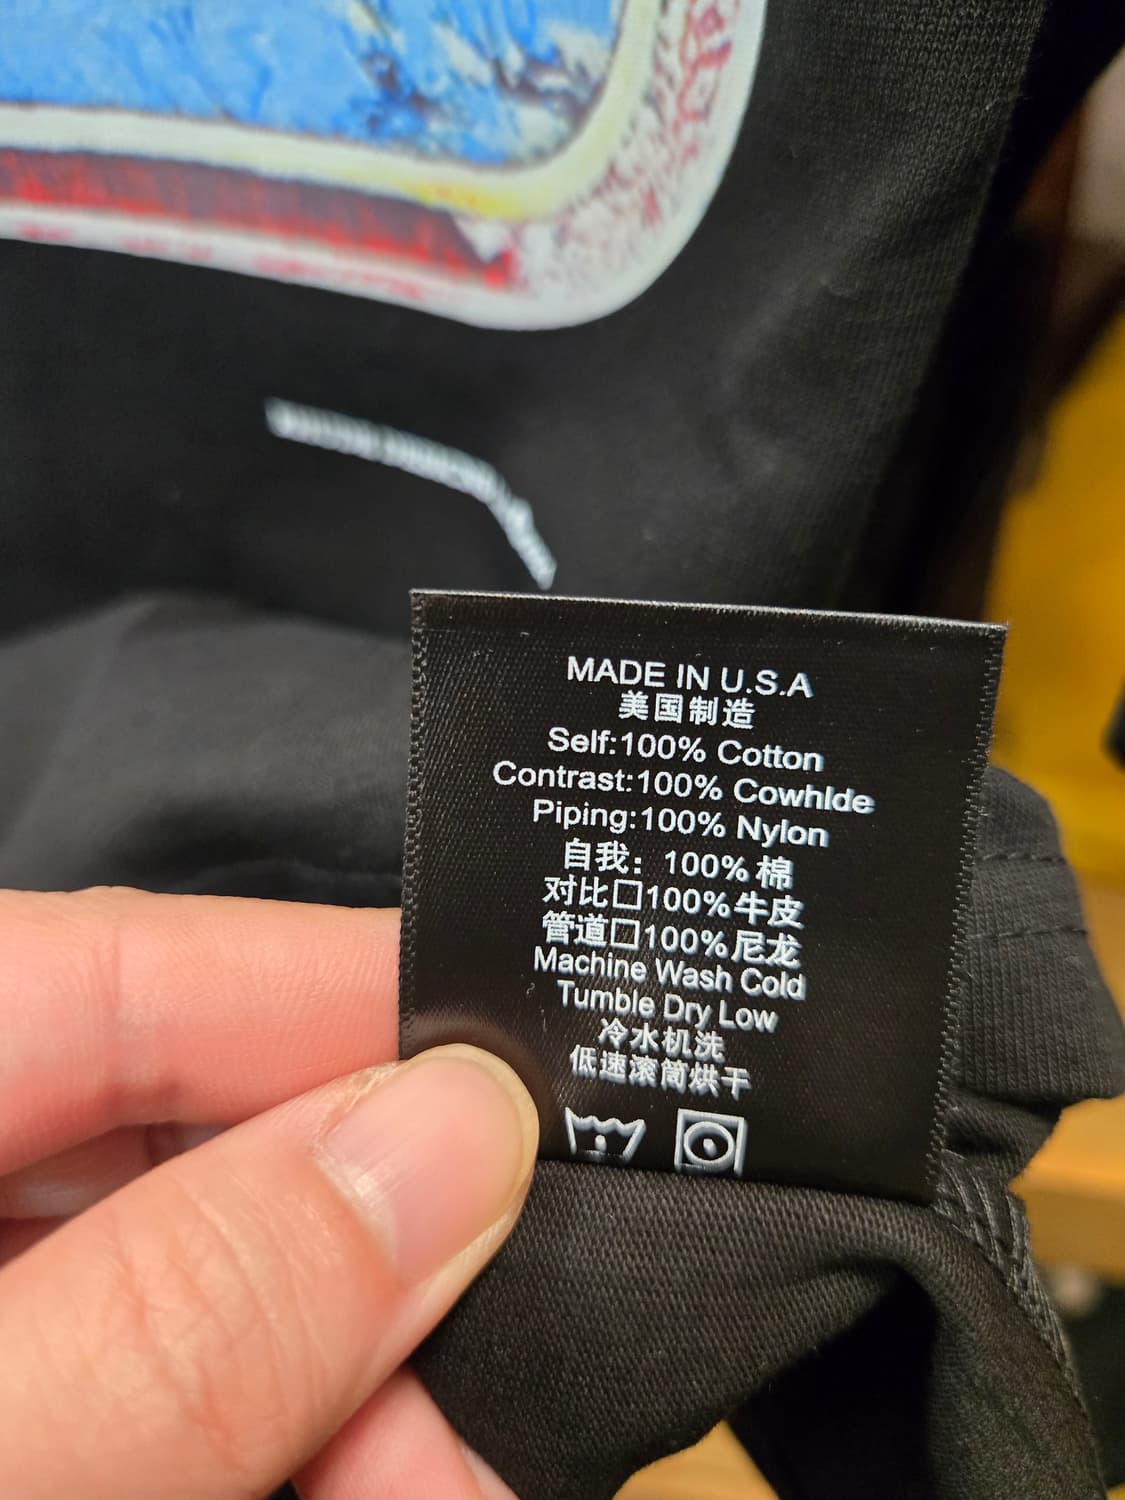 MADE IN U.S.A
美国制造
Self:100% Cotton
Contrast:100% Cowhide
Piping:100% Nylon
自我：100% 棉
对比□100%牛皮
管道□100%尼龙
Machine Wash Cold
Tumble Dry Low
冷水机洗
低速滚筒烘干